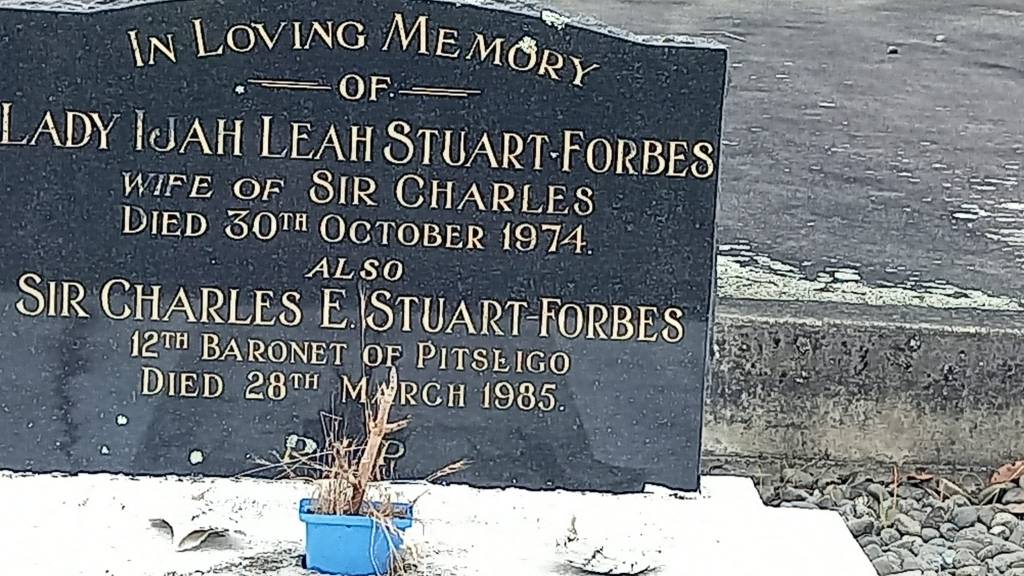 IN LOVING MEMORY
OF
LADY IJAH LEAH STUART-FORBES
WIFE OF SIR CHARLES
DIED 30TH OCTOBER 1974.
ALSO
SIR CHARLES E. STUART-FORBES
12TH BARONET OF PITSLIGO
DIED 28TH MARCH 1985.